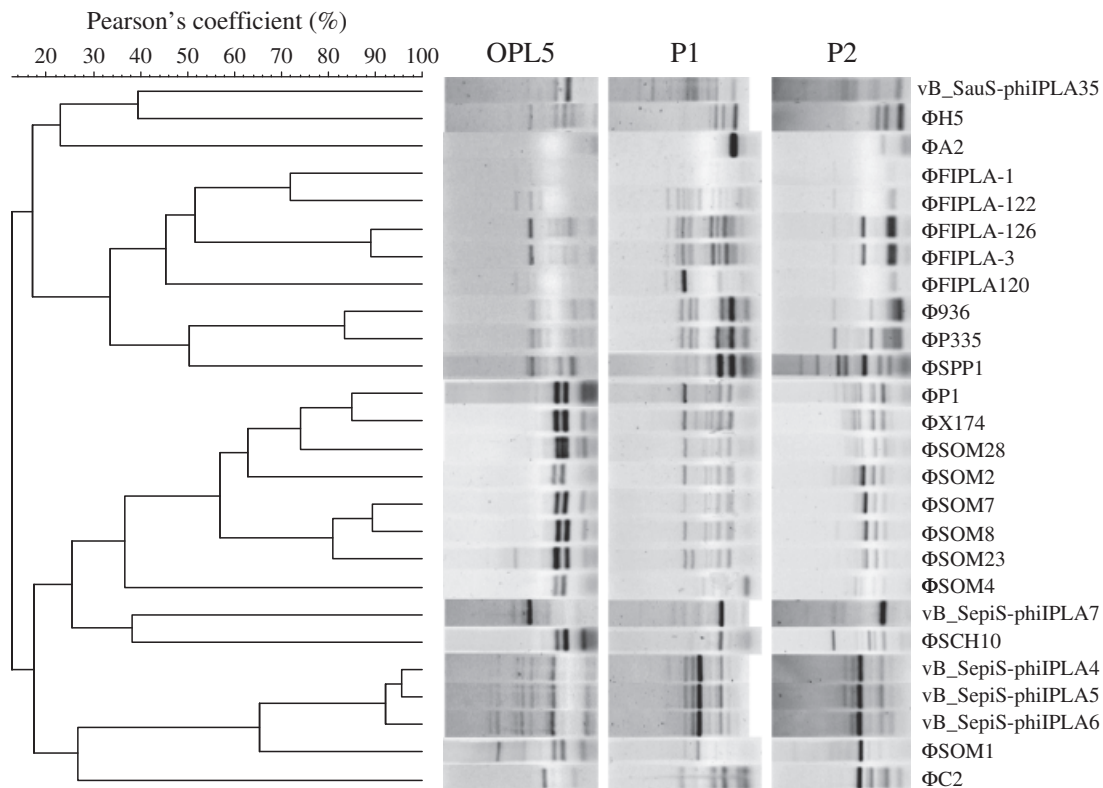 Pearson's coefficient (%)
20 30 40 50 60 70 80 90 100
OPL5 P1 P2
vB_SauS-phiIPLA35
ΦH5
ΦA2
ΦFIPLA-1
ΦFIPLA-122
ΦFIPLA-126
ΦFIPLA-3
ΦFIPLA120
Φ936
ΦP335
ΦSPP1
ΦP1
ΦX174
ΦSOM28
ΦSOM2
ΦSOM7
ΦSOM8
ΦSOM23
ΦSOM4
vB_SepiS-phiIPLA7
ΦSCH10
vB_SepiS-phiIPLA4
vB_SepiS-phiIPLA5
vB_SepiS-phiIPLA6
ΦSOM1
ΦC2